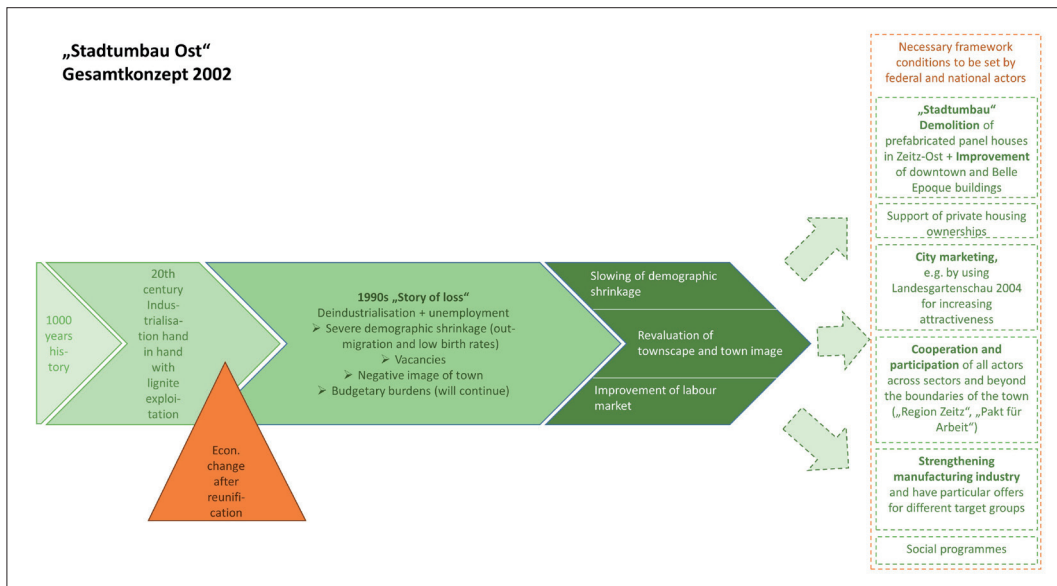 „Stadtumbau Ost“
Gesamtkonzept 2002
1000
years
his-
tory
20th
century
Indus-
trialisa-
tion hand
in hand
with
lignite
exploi-
tation
Econ.
change
after
reunifi-
cation
1990s „Story of loss“
Deindustrialisation + unemployment
➢ Severe demographic shrinkage (out-
migration and low birth rates)
➢ Vacancies
➢ Negative image of town
➢ Budgetary burdens (will continue)
Slowing of demographic
shrinkage
Revaluation of
townscape and town image
Improvement of labour
market
Necessary framework
conditions to be set by
federal and national actors
„Stadtumbau“
Demolition of
prefabricated panel houses
in Zeitz-Ost + Improvement
of downtown and Belle
Epoque buildings
Support of private housing
ownerships
City marketing,
e.g. by using
Landesgartenschau 2004
for increasing
attractiveness
Cooperation and
participation of all actors
across sectors and beyond
the boundaries of the town
(„Region Zeitz“, „Pakt für
Arbeit“)
Strengthening
manufacturing industry
and have particular offers
for different target groups
Social programmes